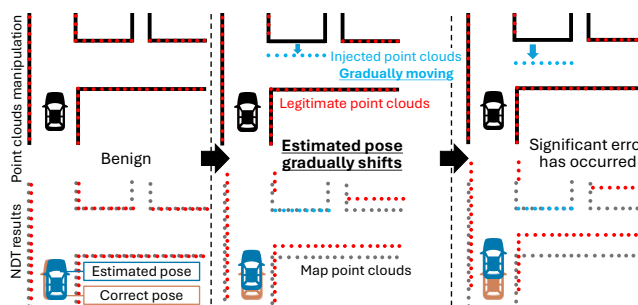 Point clouds manipulation
Injected point clouds
Gradually moving
Legitimate point clouds
Benign
Estimated pose
gradually shifts
Significant error
has occurred
NDT results
Estimated pose
Correct pose
Map point clouds